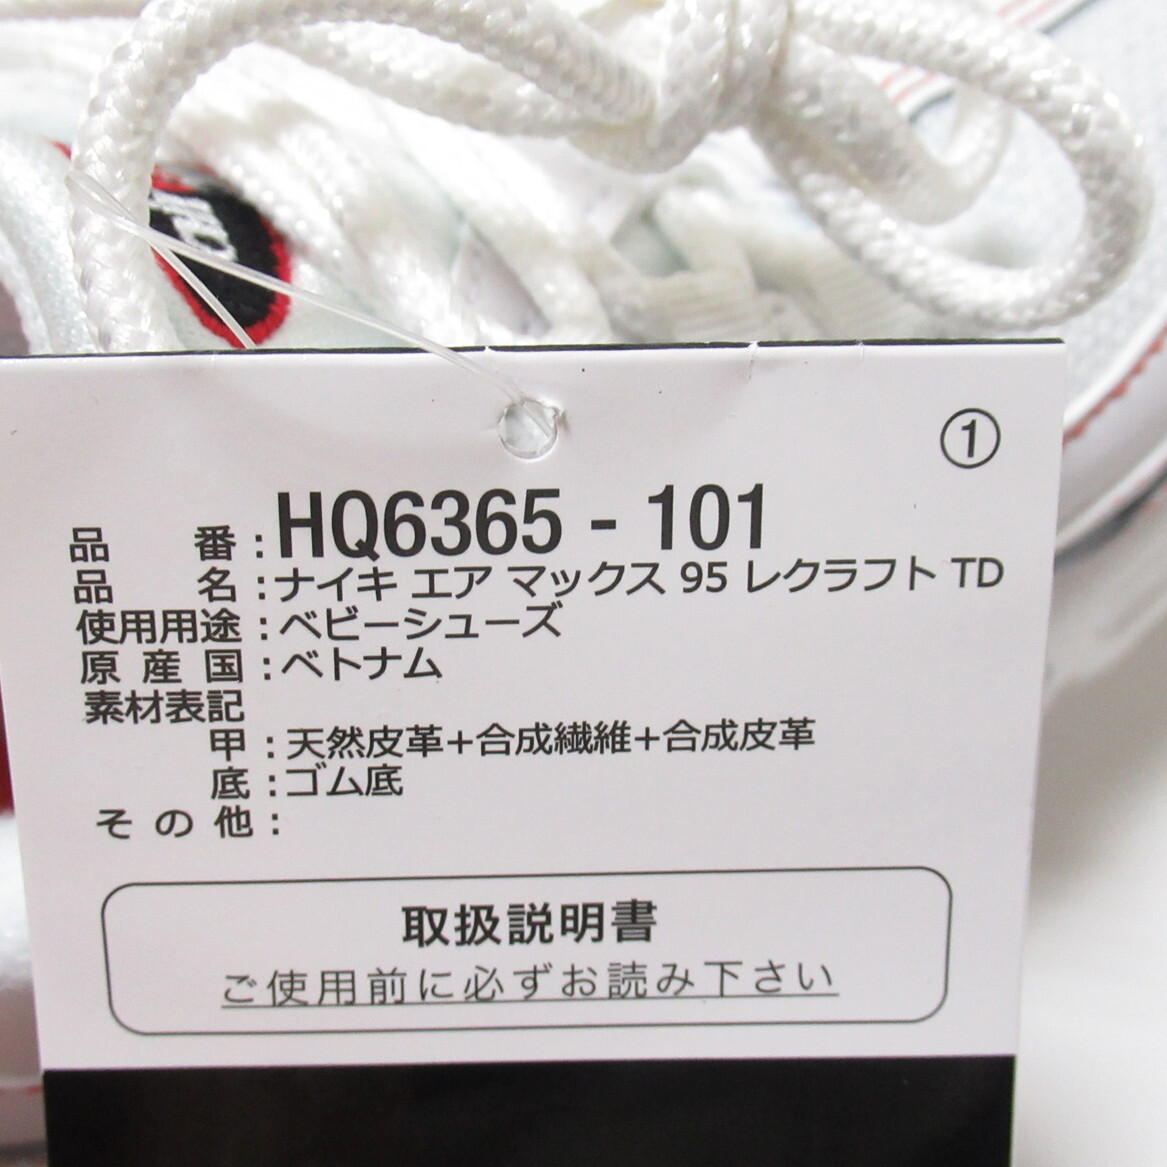 ①
品 番:HQ6365 - 101
品 名:ナイキ エア マックス 95 レクラフト TD
使用用途:ベビーシューズ
原 産 国:ベトナム
素材表記
甲:天然皮革+合成繊維+合成皮革
底:ゴム底
そ の 他:
取扱説明書
ご使用前に必ずお読み下さい